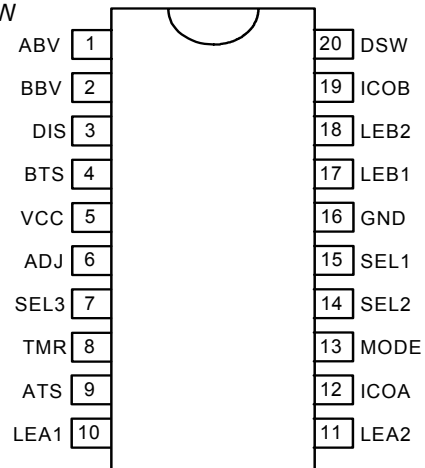 W
ABV 1 20 DSW
BBV 2 19 ICOB
DIS 3 18 LEB2
BTS 4 17 LEB1
VCC 5 16 GND
ADJ 6 15 SEL1
SEL3 7 14 SEL2
TMR 8 13 MODE
ATS 9 12 ICOA
LEA1 10 11 LEA2